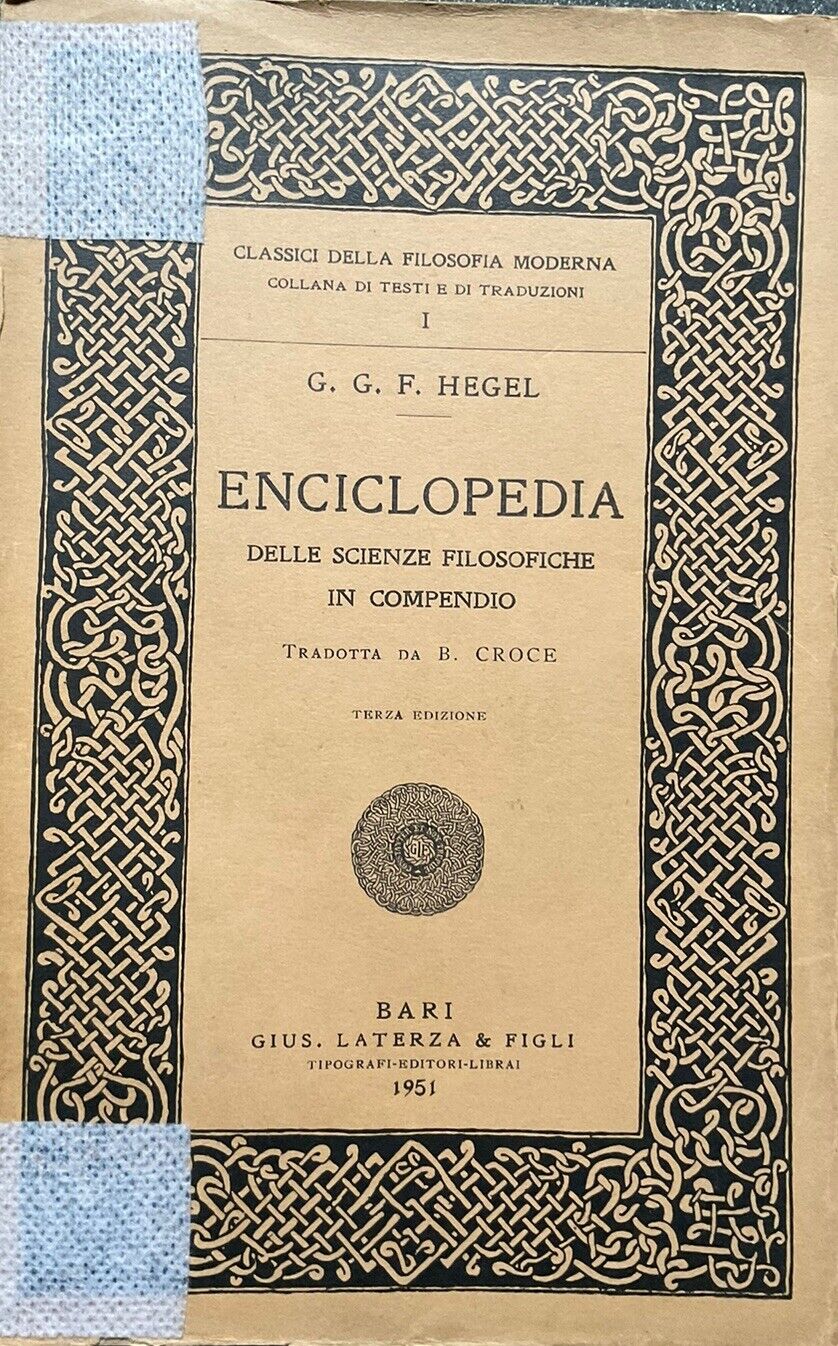 CLASSICI DELLA FILOSOFIA MODERNA
COLLANA DI TESTI E DI TRADUZIONI
I
G. G. F. HEGEL
ENCICLOPEDIA
DELLE SCIENZE FILOSOFICHE
IN COMPENDIO
TRADOTTA DA B. CROCE
TERZA EDIZIONE
BARI
GIUS. LATERZA & FIGLI
TIPOGRAFI-EDITORI-LIBRAI
1951